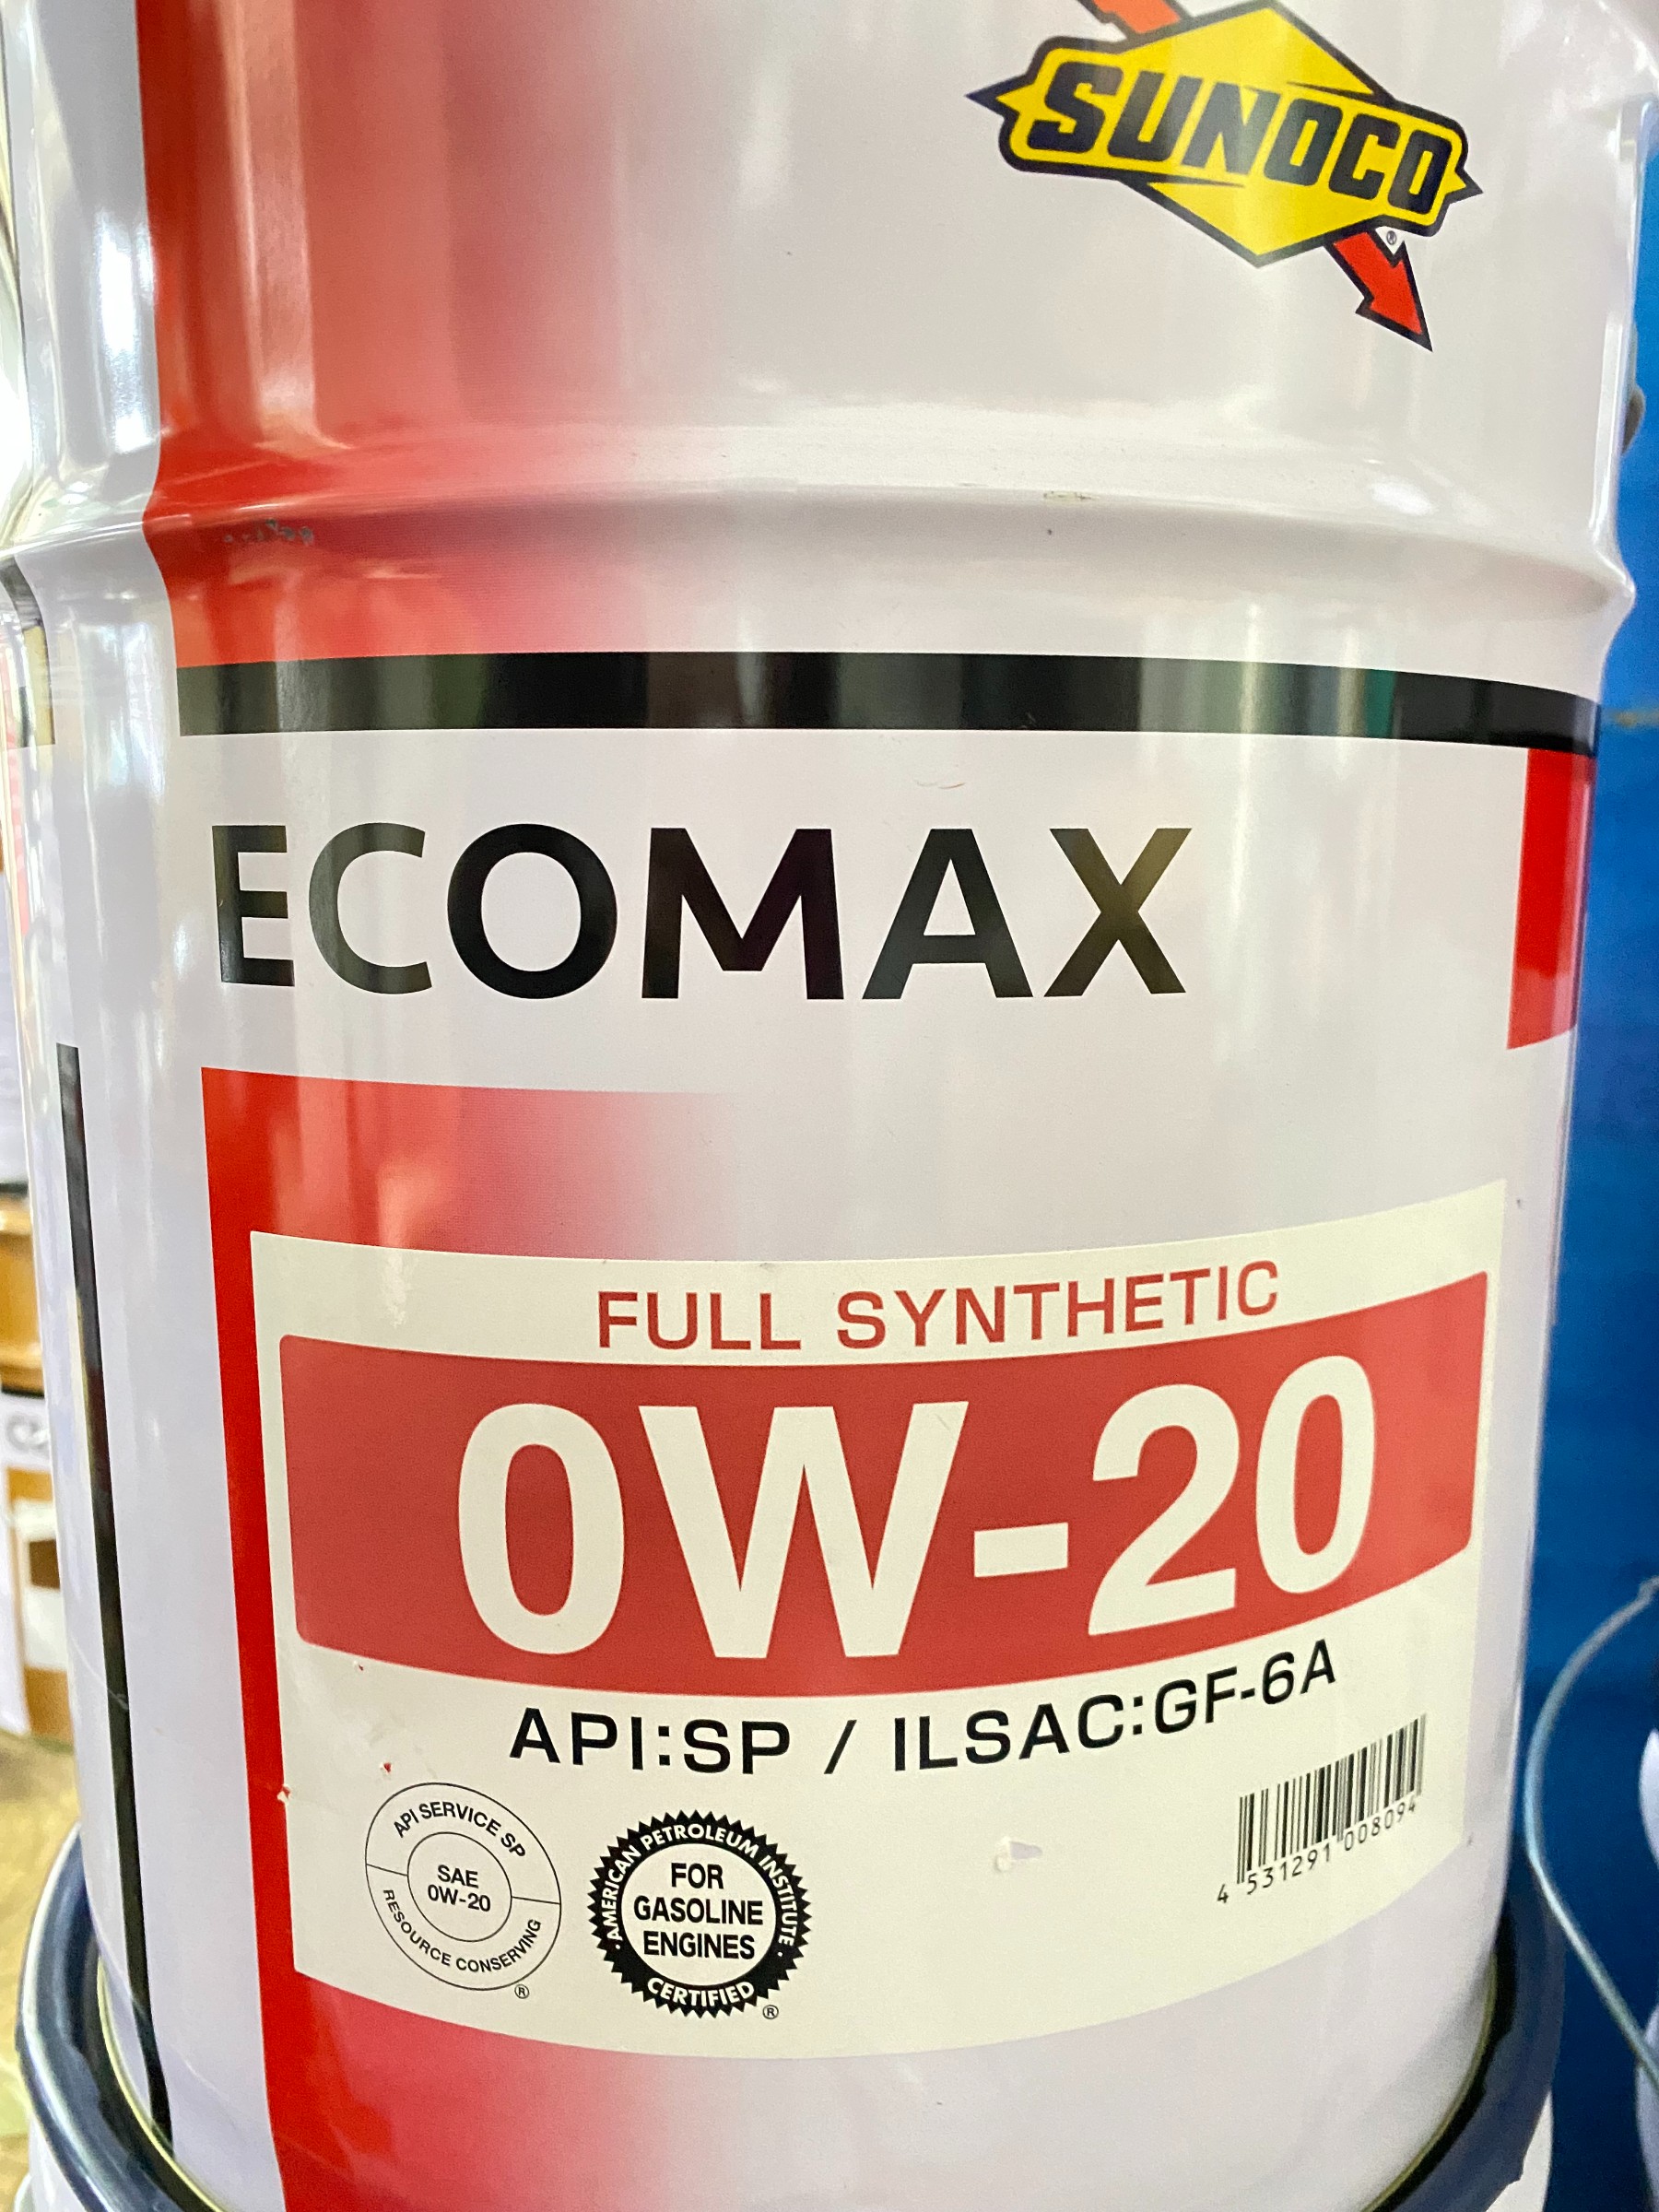 SUNOCO
®
ECOMAX
FULL SYNTHETIC
0W-20
API:SP / ILSAC:GF-6A
API SERVICE SP
SAE
0W-20
RESOURCE CONSERVING
®
AMERICAN PETROLEUM INSTITUTE
FOR
GASOLINE
ENGINES
CERTIFIED
®
4 531291 008094